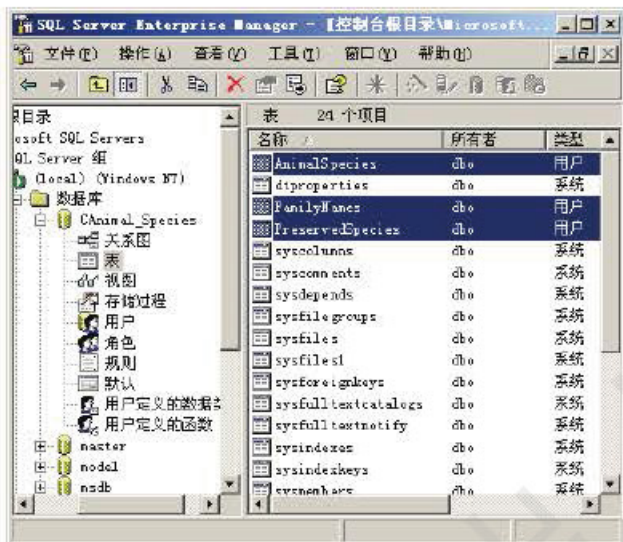 SQL Server Enterprise Manager - [控制台根目录\Microsoft...
文件(F) 操作(A) 查看(V) 工具(T) 窗口(W) 帮助(H)
根目录
osoft SQL Servers
QL Server 组
(local) (Windows NT)
数据库
CAnimal_Species
关系图
表
视图
存储过程
用户
角色
规则
默认
用户定义的数据
用户定义的函数
master
model
msdb
表 24 个项目
名称 所有者 类型
AnimalSpecies dbo 用户
dtproperties dbo 系统
FamilyNames dbo 用户
PreservedSpecies dbo 用户
syscolumns dbo 系统
syscomments dbo 系统
sysdepends dbo 系统
sysfilegroups dbo 系统
sysfiles dbo 系统
sysfiles1 dbo 系统
sysforeignkeys dbo 系统
sysfulltextcatalogs dbo 系统
sysfulltextnotify dbo 系统
sysindexes dbo 系统
sysindexkeys dbo 系统
sysmembers dbo 系统